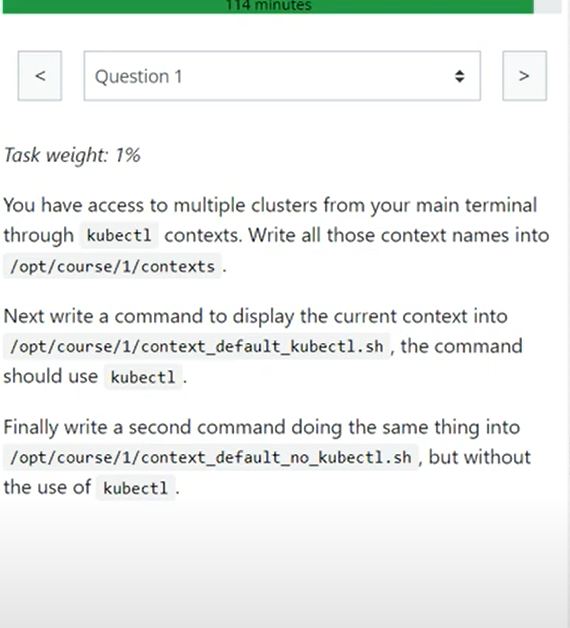 114 minutes
<
Question 1
>
Task weight: 1%
You have access to multiple clusters from your main terminal
through kubectl contexts. Write all those context names into
/opt/course/1/contexts .
Next write a command to display the current context into
/opt/course/1/context_default_kubectl.sh , the command
should use kubectl .
Finally write a second command doing the same thing into
/opt/course/1/context_default_no_kubectl.sh , but without
the use of kubectl .